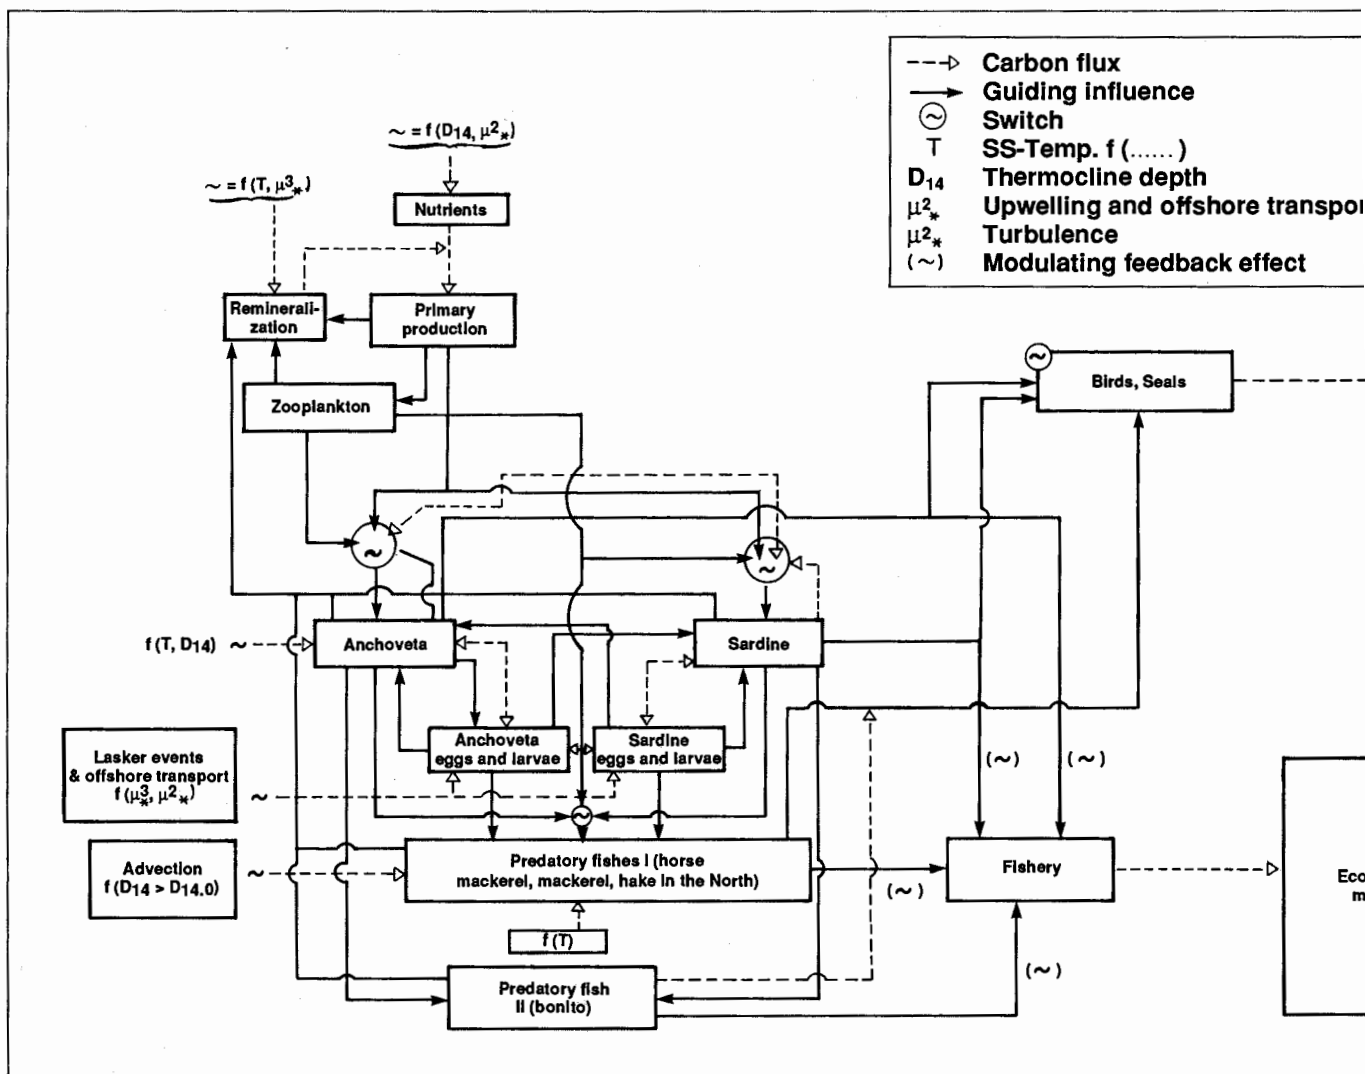 Carbon flux
Guiding influence
~ Switch
T SS-Temp. f (......)
D14 Thermocline depth
μ²* Upwelling and offshore transpor
μ²* Turbulence
(~) Modulating feedback effect
~ = f (D14, μ²*)
~ = f (T, μ³*)
Nutrients
Reminerali-
zation
Primary
production
Zooplankton
~
Birds, Seals
~
~
f (T, D14) ~
Anchoveta
Sardine
Anchoveta
eggs and larvae
Sardine
eggs and larvae
Lasker events
& offshore transport
f (μ³*, μ²*)
~
(~)
(~)
~
Advection
f (D14 > D14.0)
~
Predatory fishes I (horse
mackerel, mackerel, hake in the North)
(~)
Fishery
Eco
m
f (T)
Predatory fish
II (bonito)
(~)